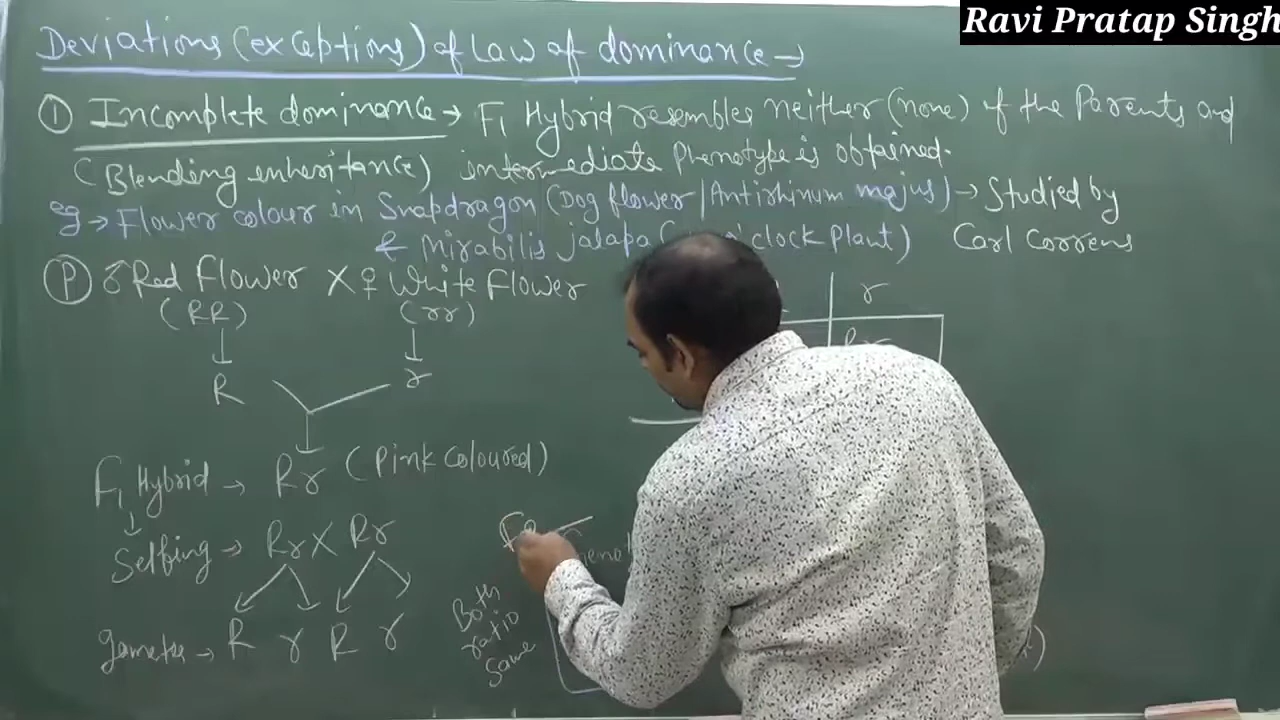 Ravi Pratap Singh
Deviations (exceptions) of Law of dominance →
① Incomplete dominance → F1 Hybrid resembles neither (none) of the Parents and
(Blending inheritance) intermediate Phenotype is obtained.
eg → Flower colour in Snapdragon (Dog flower / Antirhinum majus) → Studied by
& Mirabilis jalapa ( o'clock Plant) Carl Correns
Ⓟ ♂ Red Flower X ♀ White Flower
(RR) (rr)
r
R r
F1 Hybrid → Rr (Pink Coloured)
Selfing → Rr X Rr
gametes → R r R r
Both
ratio
Same